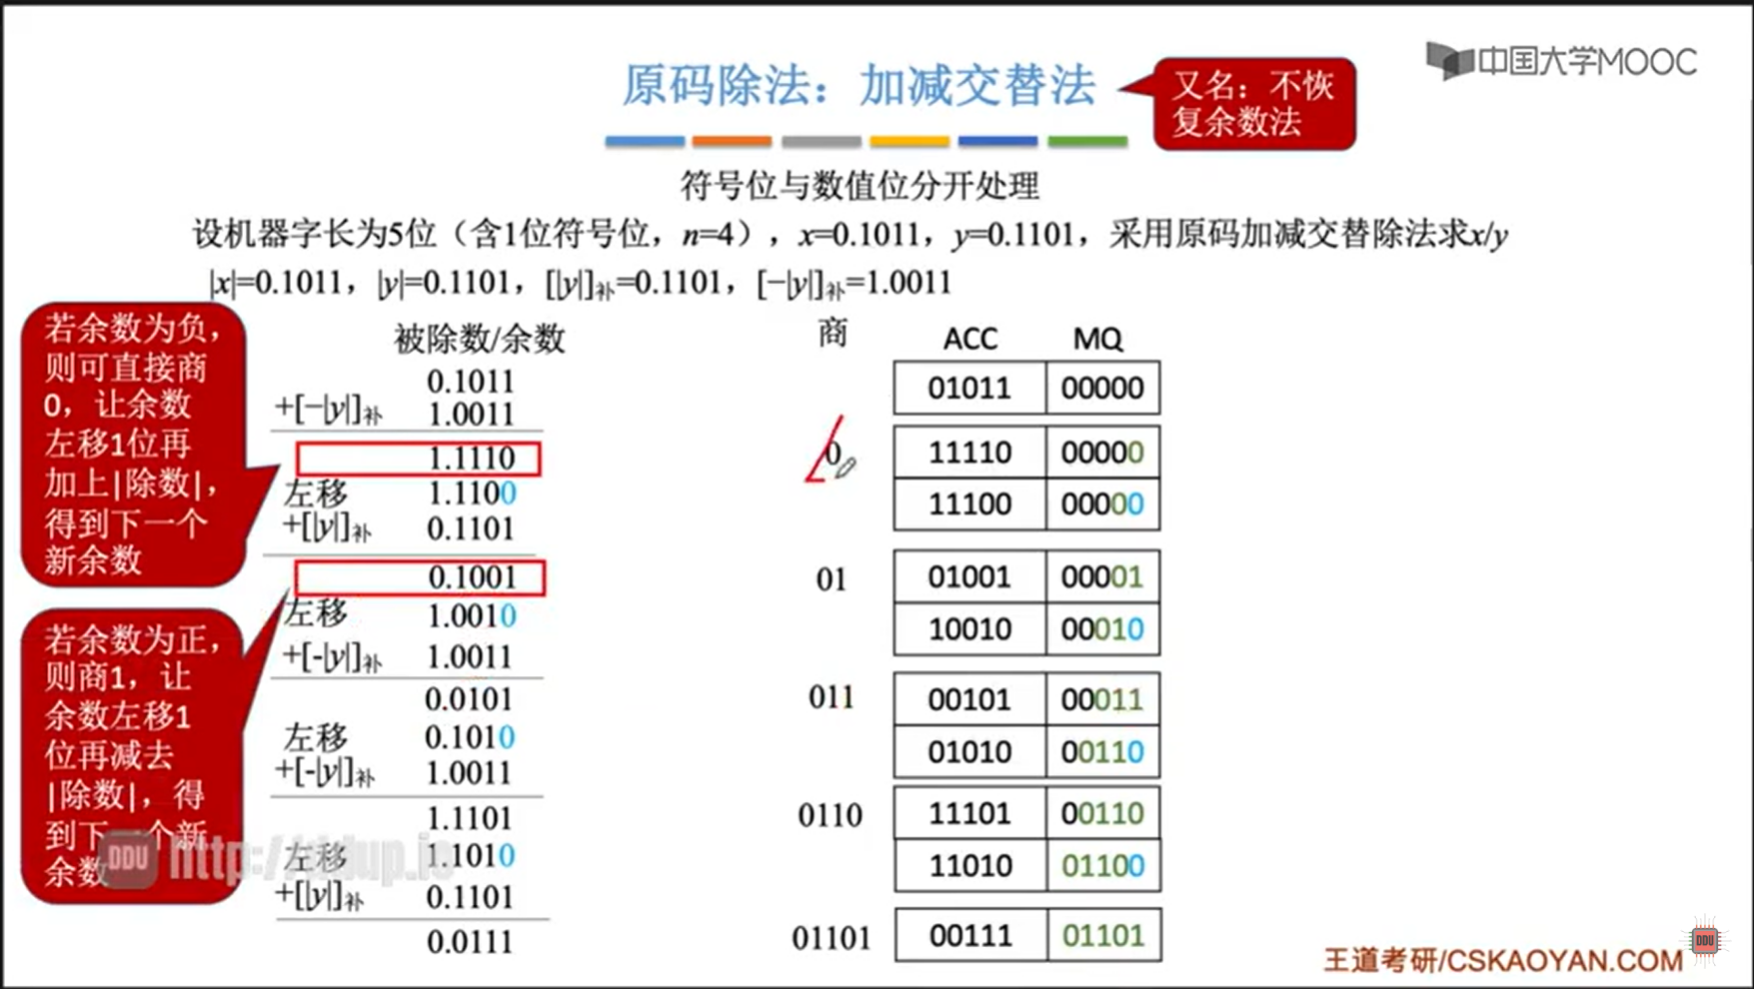 中国大学MOOC
原码除法：加减交替法
又名：不恢
复余数法
符号位与数值位分开处理
设机器字长为5位（含1位符号位，n=4），x=0.1011，y=0.1101，采用原码加减交替除法求x/y
|x|=0.1011，|y|=0.1101，[|y|]补=0.1101，[−|y|]补=1.0011
若余数为负，
则可直接商
0，让余数
左移1位再
加上|除数|，
得到下一个
新余数
若余数为正，
则商1，让
余数左移1
位再减去
|除数|，得
到下一个新
余数
被除数/余数
0.1011
+[−|y|]补 1.0011
1.1110
左移 1.1100
+[|y|]补 0.1101
0.1001
左移 1.0010
+[-|y|]补 1.0011
0.0101
左移 0.1010
+[-|y|]补 1.0011
1.1101
左移 1.1010
+[|y|]补 0.1101
0.0111
商
0
01
011
0110
01101
ACC MQ
01011 00000
11110 00000
11100 00000
01001 00001
10010 00010
00101 00011
01010 00110
11101 00110
11010 01100
00111 01101
DDU
王道考研/CSKAOYAN.COM
DDU